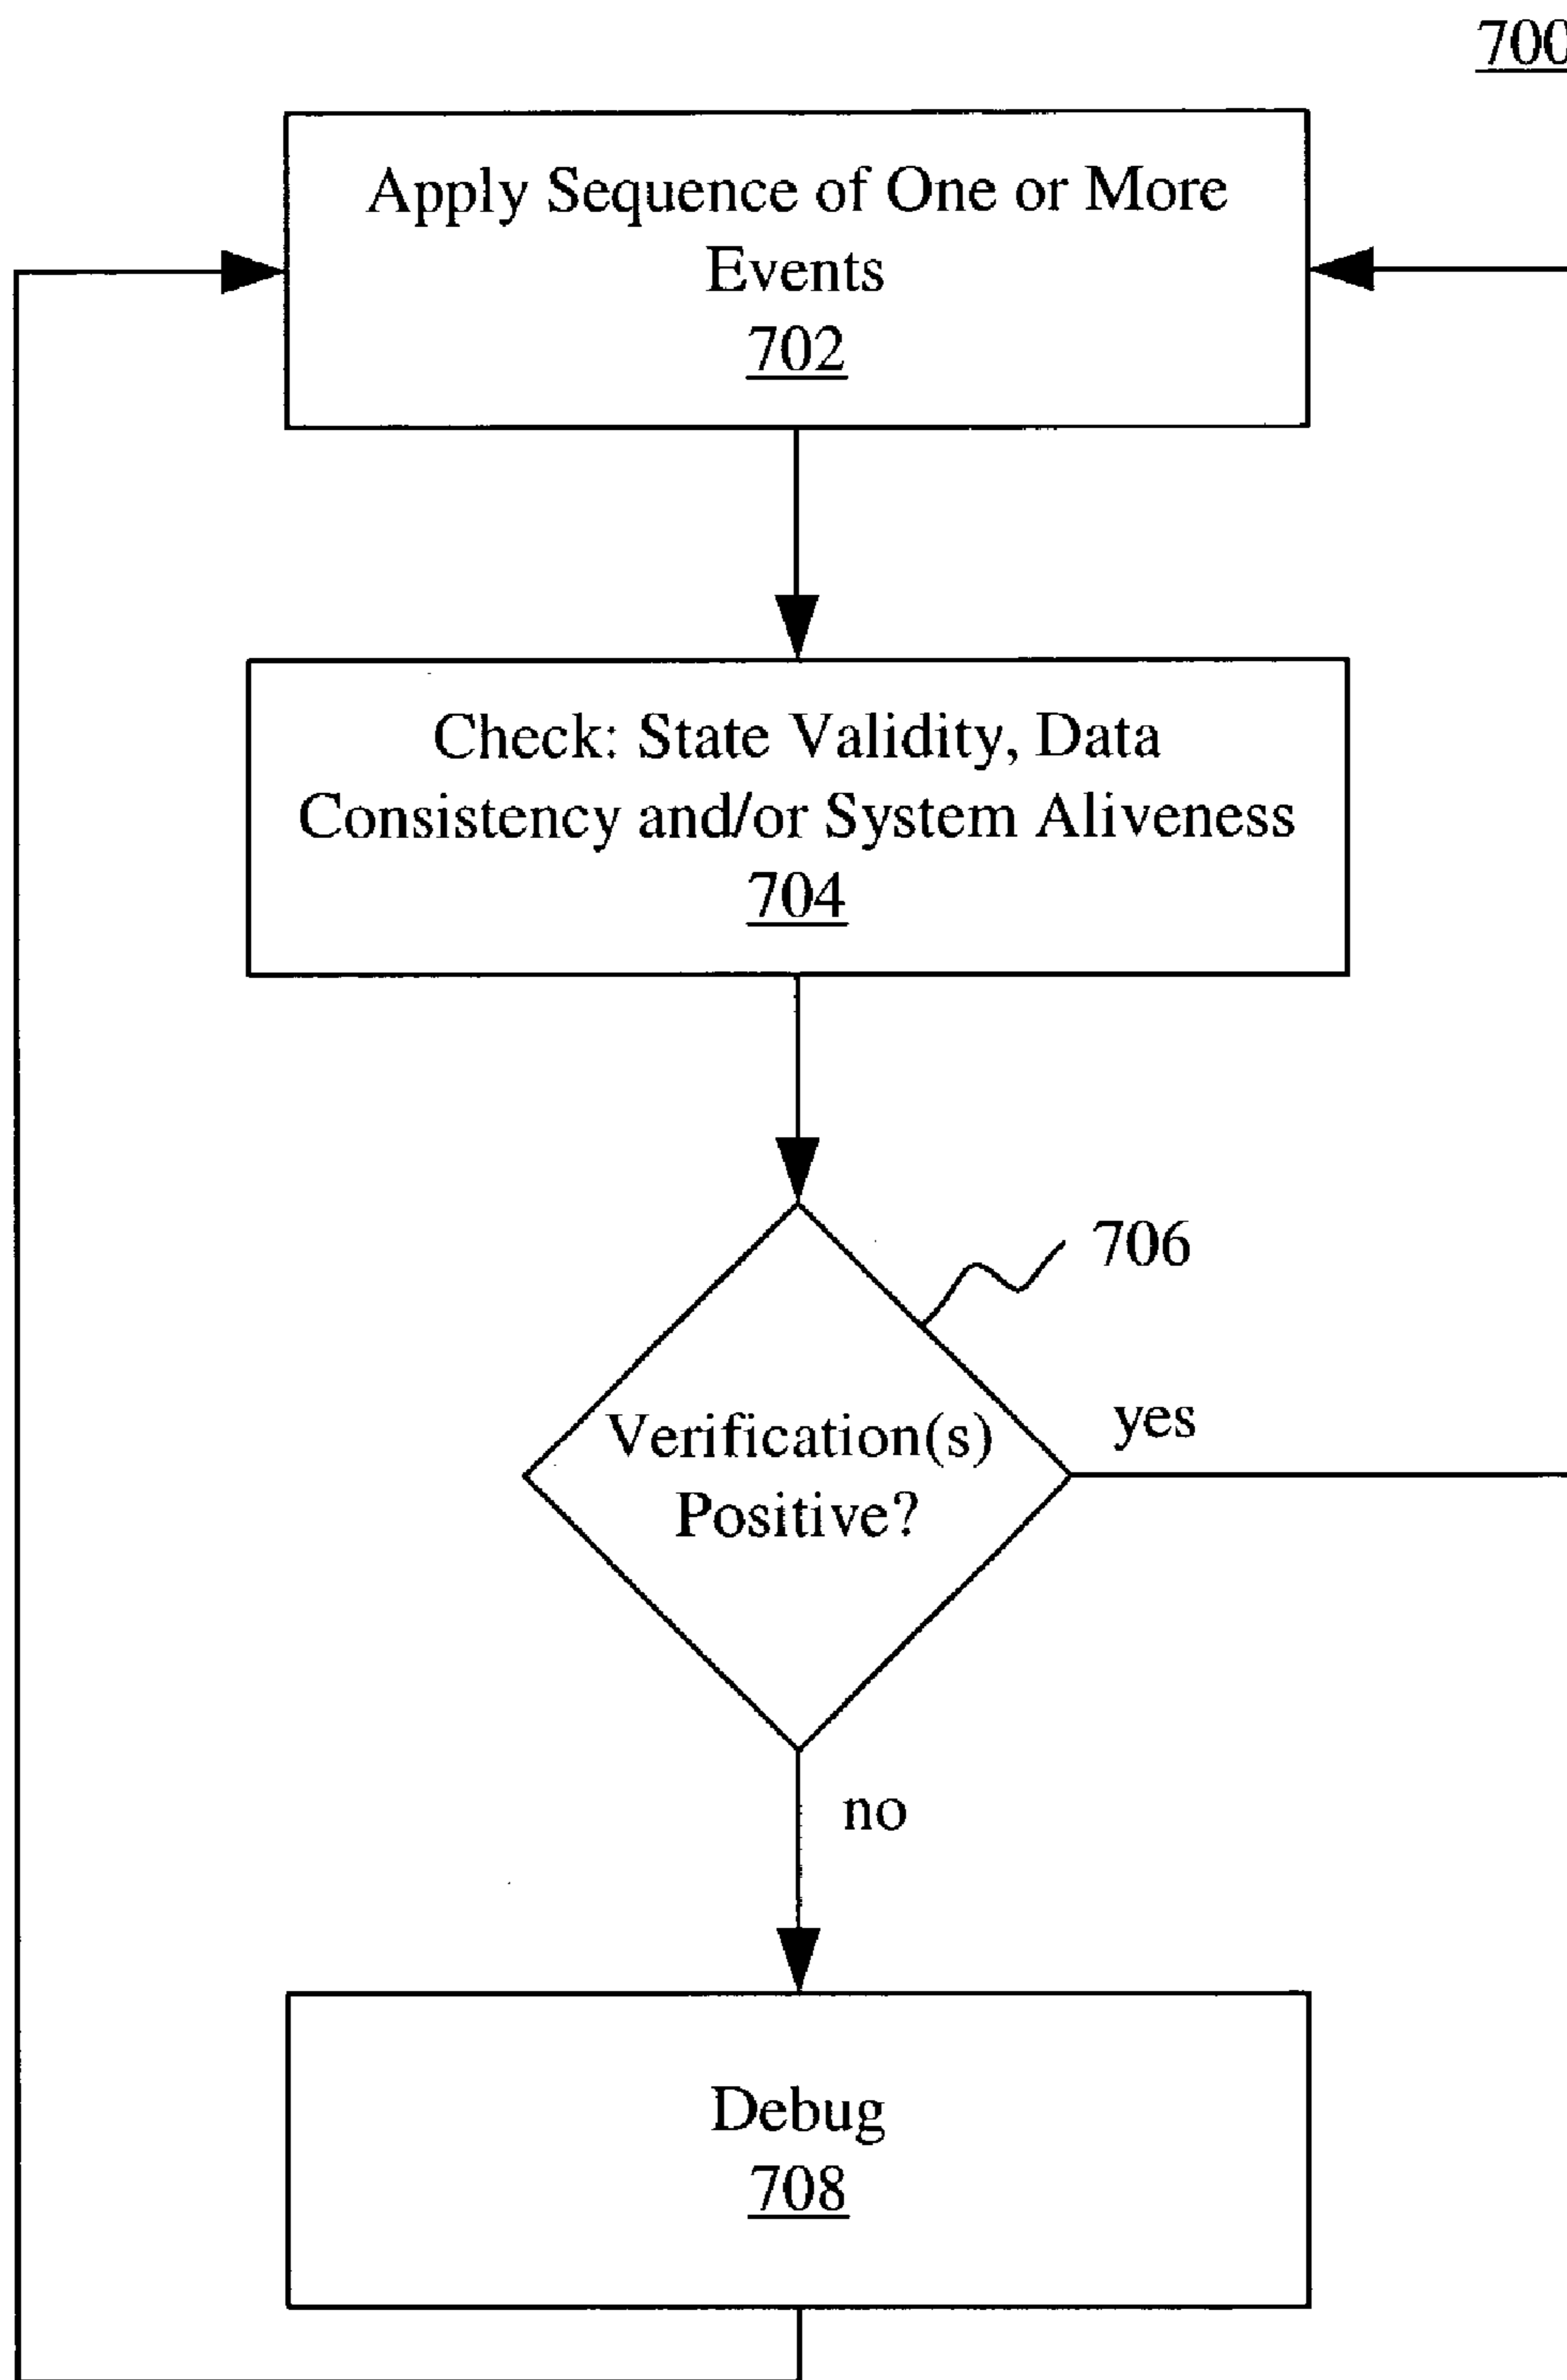 700
Apply Sequence of One or More
Events
702
Check: State Validity, Data
Consistency and/or System Aliveness
704
706
yes
Verification(s)
Positive?
no
Debug
708